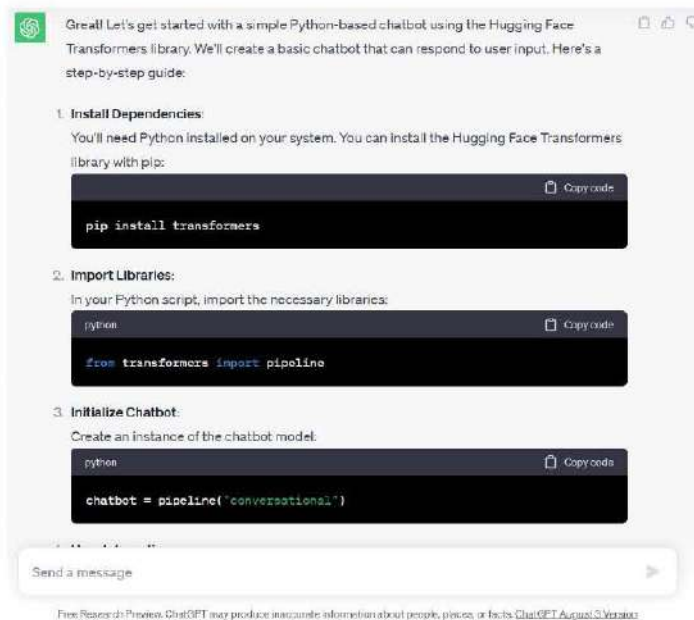 Great! Let's get started with a simple Python-based chatbot using the Hugging Face
Transformers library. We'll create a basic chatbot that can respond to user input. Here's a
step-by-step guide:
1. Install Dependencies:
You'll need Python installed on your system. You can install the Hugging Face Transformers
library with pip:
Copy code
pip install transformers
2. Import Libraries:
In your Python script, import the necessary libraries:
python Copy code
from transformers import pipeline
3. Initialize Chatbot:
Create an instance of the chatbot model:
python Copy code
chatbot = pipeline("conversational")
Send a message
Free Research Preview. ChatGPT may produce inaccurate information about people, places, or facts. ChatGPT August 3 Version